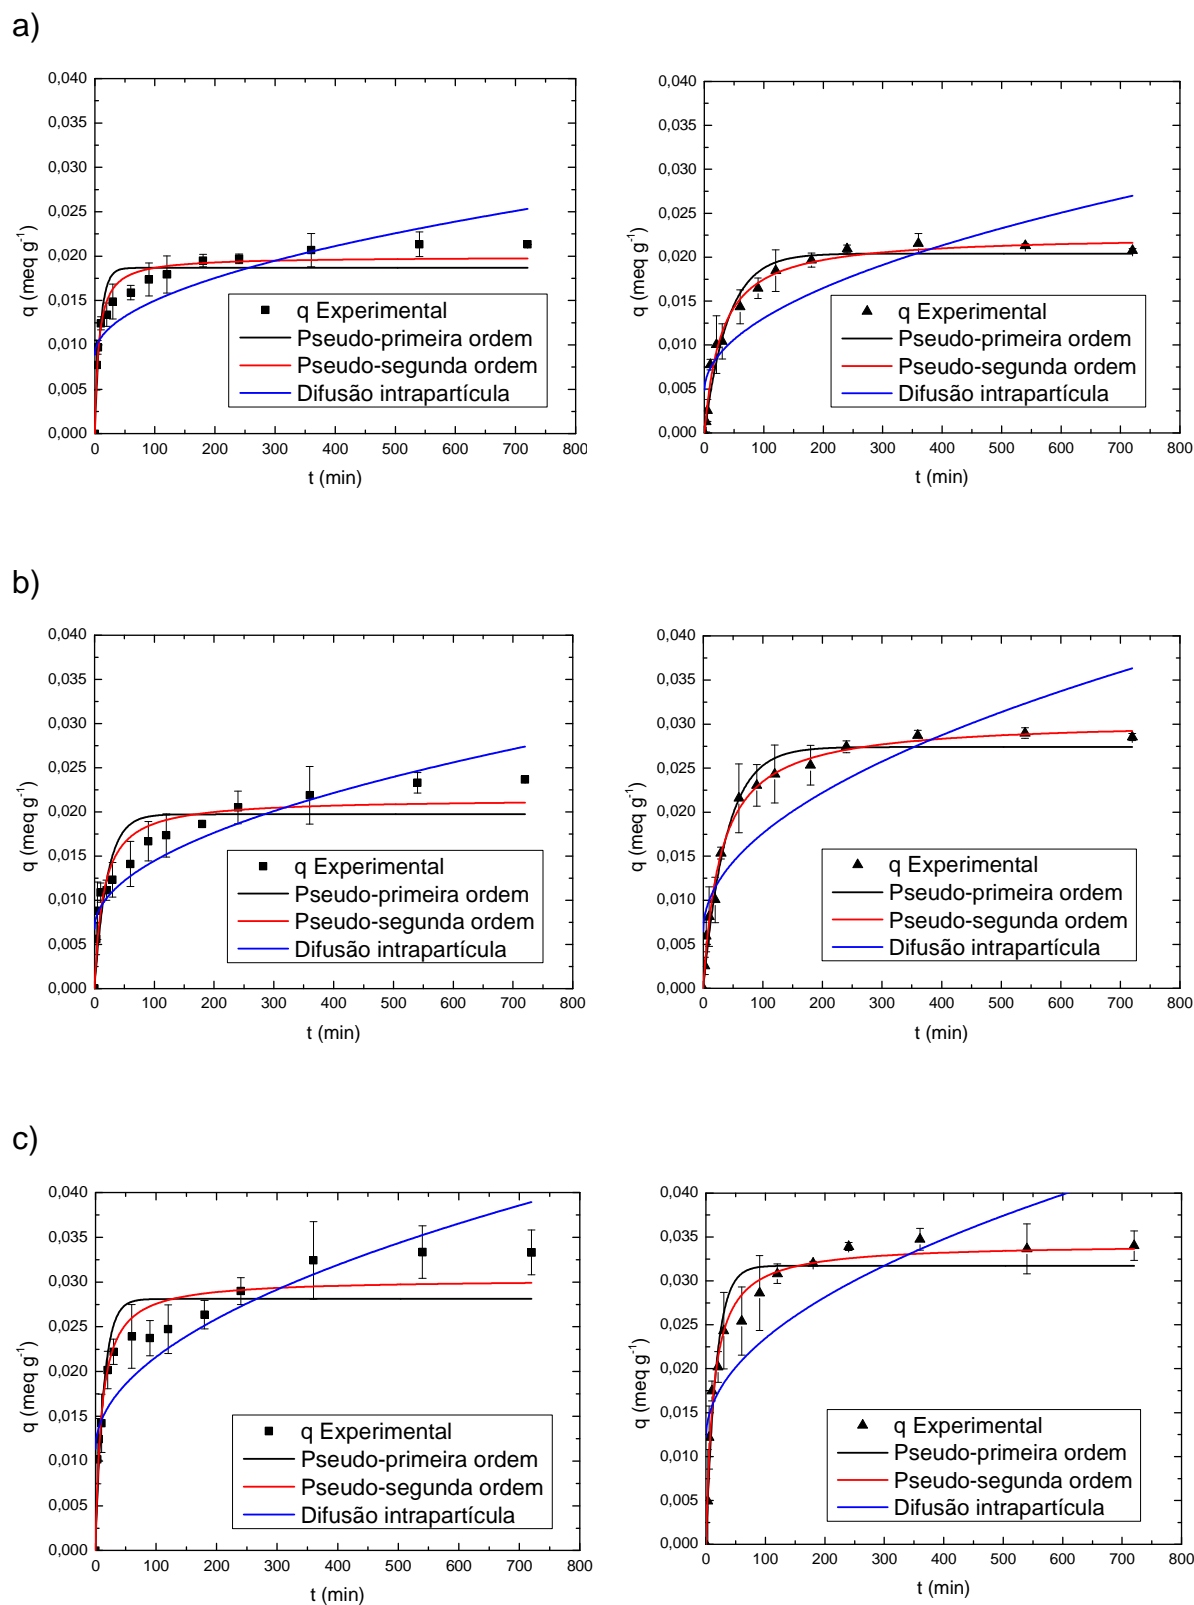 a)
0,040
0,035
0,030
0,025
0,020
0,015
0,010
0,005
0,000
q (meq g⁻¹)
q Experimental
Pseudo-primeira ordem
Pseudo-segunda ordem
Difusão intrapartícula
0 100 200 300 400 500 600 700 800
t (min)
0,040
0,035
0,030
0,025
0,020
0,015
0,010
0,005
0,000
q (meq g⁻¹)
q Experimental
Pseudo-primeira ordem
Pseudo-segunda ordem
Difusão intrapartícula
0 100 200 300 400 500 600 700 800
t (min)
b)
0,040
0,035
0,030
0,025
0,020
0,015
0,010
0,005
0,000
q (meq g⁻¹)
q Experimental
Pseudo-primeira ordem
Pseudo-segunda ordem
Difusão intrapartícula
0 100 200 300 400 500 600 700 800
t (min)
0,040
0,035
0,030
0,025
0,020
0,015
0,010
0,005
0,000
q (meq g⁻¹)
q Experimental
Pseudo-primeira ordem
Pseudo-segunda ordem
Difusão intrapartícula
0 100 200 300 400 500 600 700 800
t (min)
c)
0,040
0,035
0,030
0,025
0,020
0,015
0,010
0,005
0,000
q (meq g⁻¹)
q Experimental
Pseudo-primeira ordem
Pseudo-segunda ordem
Difusão intrapartícula
0 100 200 300 400 500 600 700 800
t (min)
0,040
0,035
0,030
0,025
0,020
0,015
0,010
0,005
0,000
q (meq g⁻¹)
q Experimental
Pseudo-primeira ordem
Pseudo-segunda ordem
Difusão intrapartícula
0 100 200 300 400 500 600 700 800
t (min)